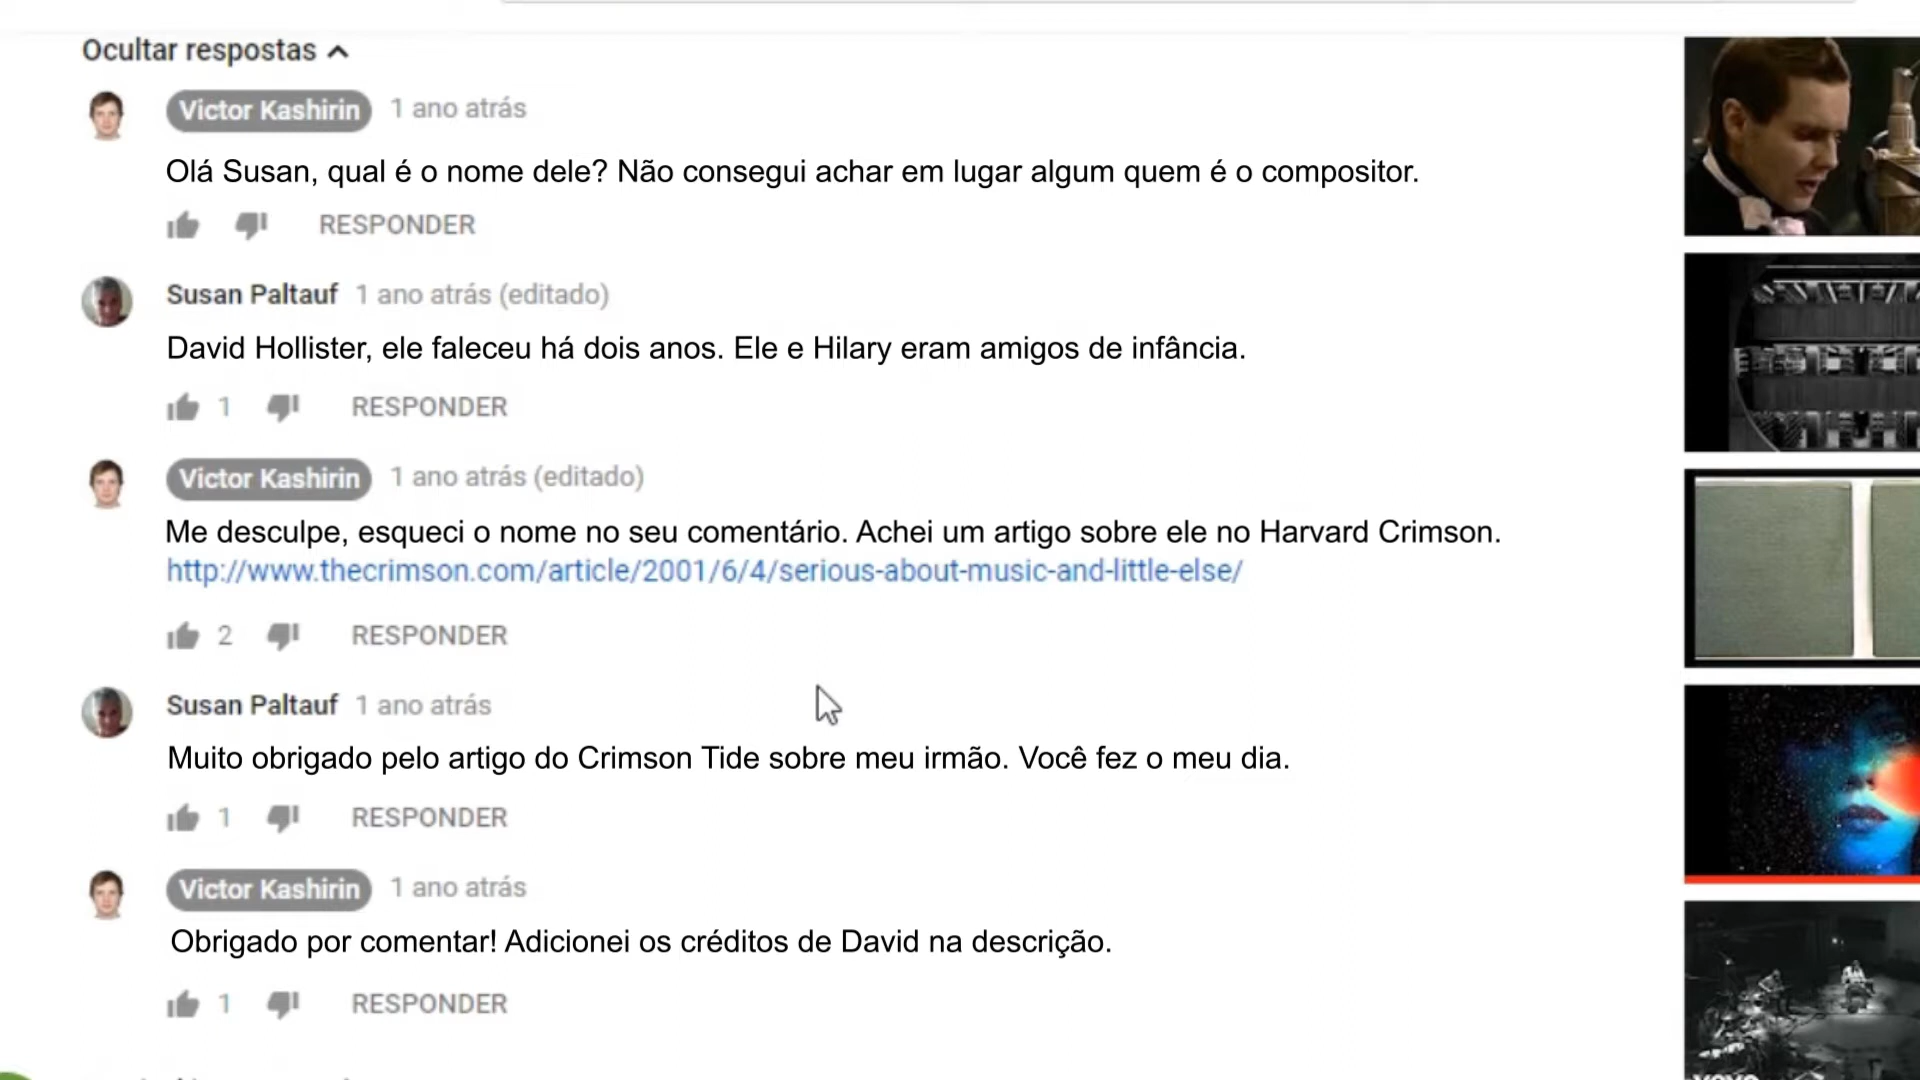 Ocultar respostas
Victor Kashirin 1 ano atrás
Olá Susan, qual é o nome dele? Não consegui achar em lugar algum quem é o compositor.
RESPONDER
Susan Paltauf 1 ano atrás (editado)
David Hollister, ele faleceu há dois anos. Ele e Hilary eram amigos de infância.
1 RESPONDER
Victor Kashirin 1 ano atrás (editado)
Me desculpe, esqueci o nome no seu comentário. Achei um artigo sobre ele no Harvard Crimson.
http://www.thecrimson.com/article/2001/6/4/serious-about-music-and-little-else/
2 RESPONDER
Susan Paltauf 1 ano atrás
Muito obrigado pelo artigo do Crimson Tide sobre meu irmão. Você fez o meu dia.
1 RESPONDER
Victor Kashirin 1 ano atrás
Obrigado por comentar! Adicionei os créditos de David na descrição.
1 RESPONDER